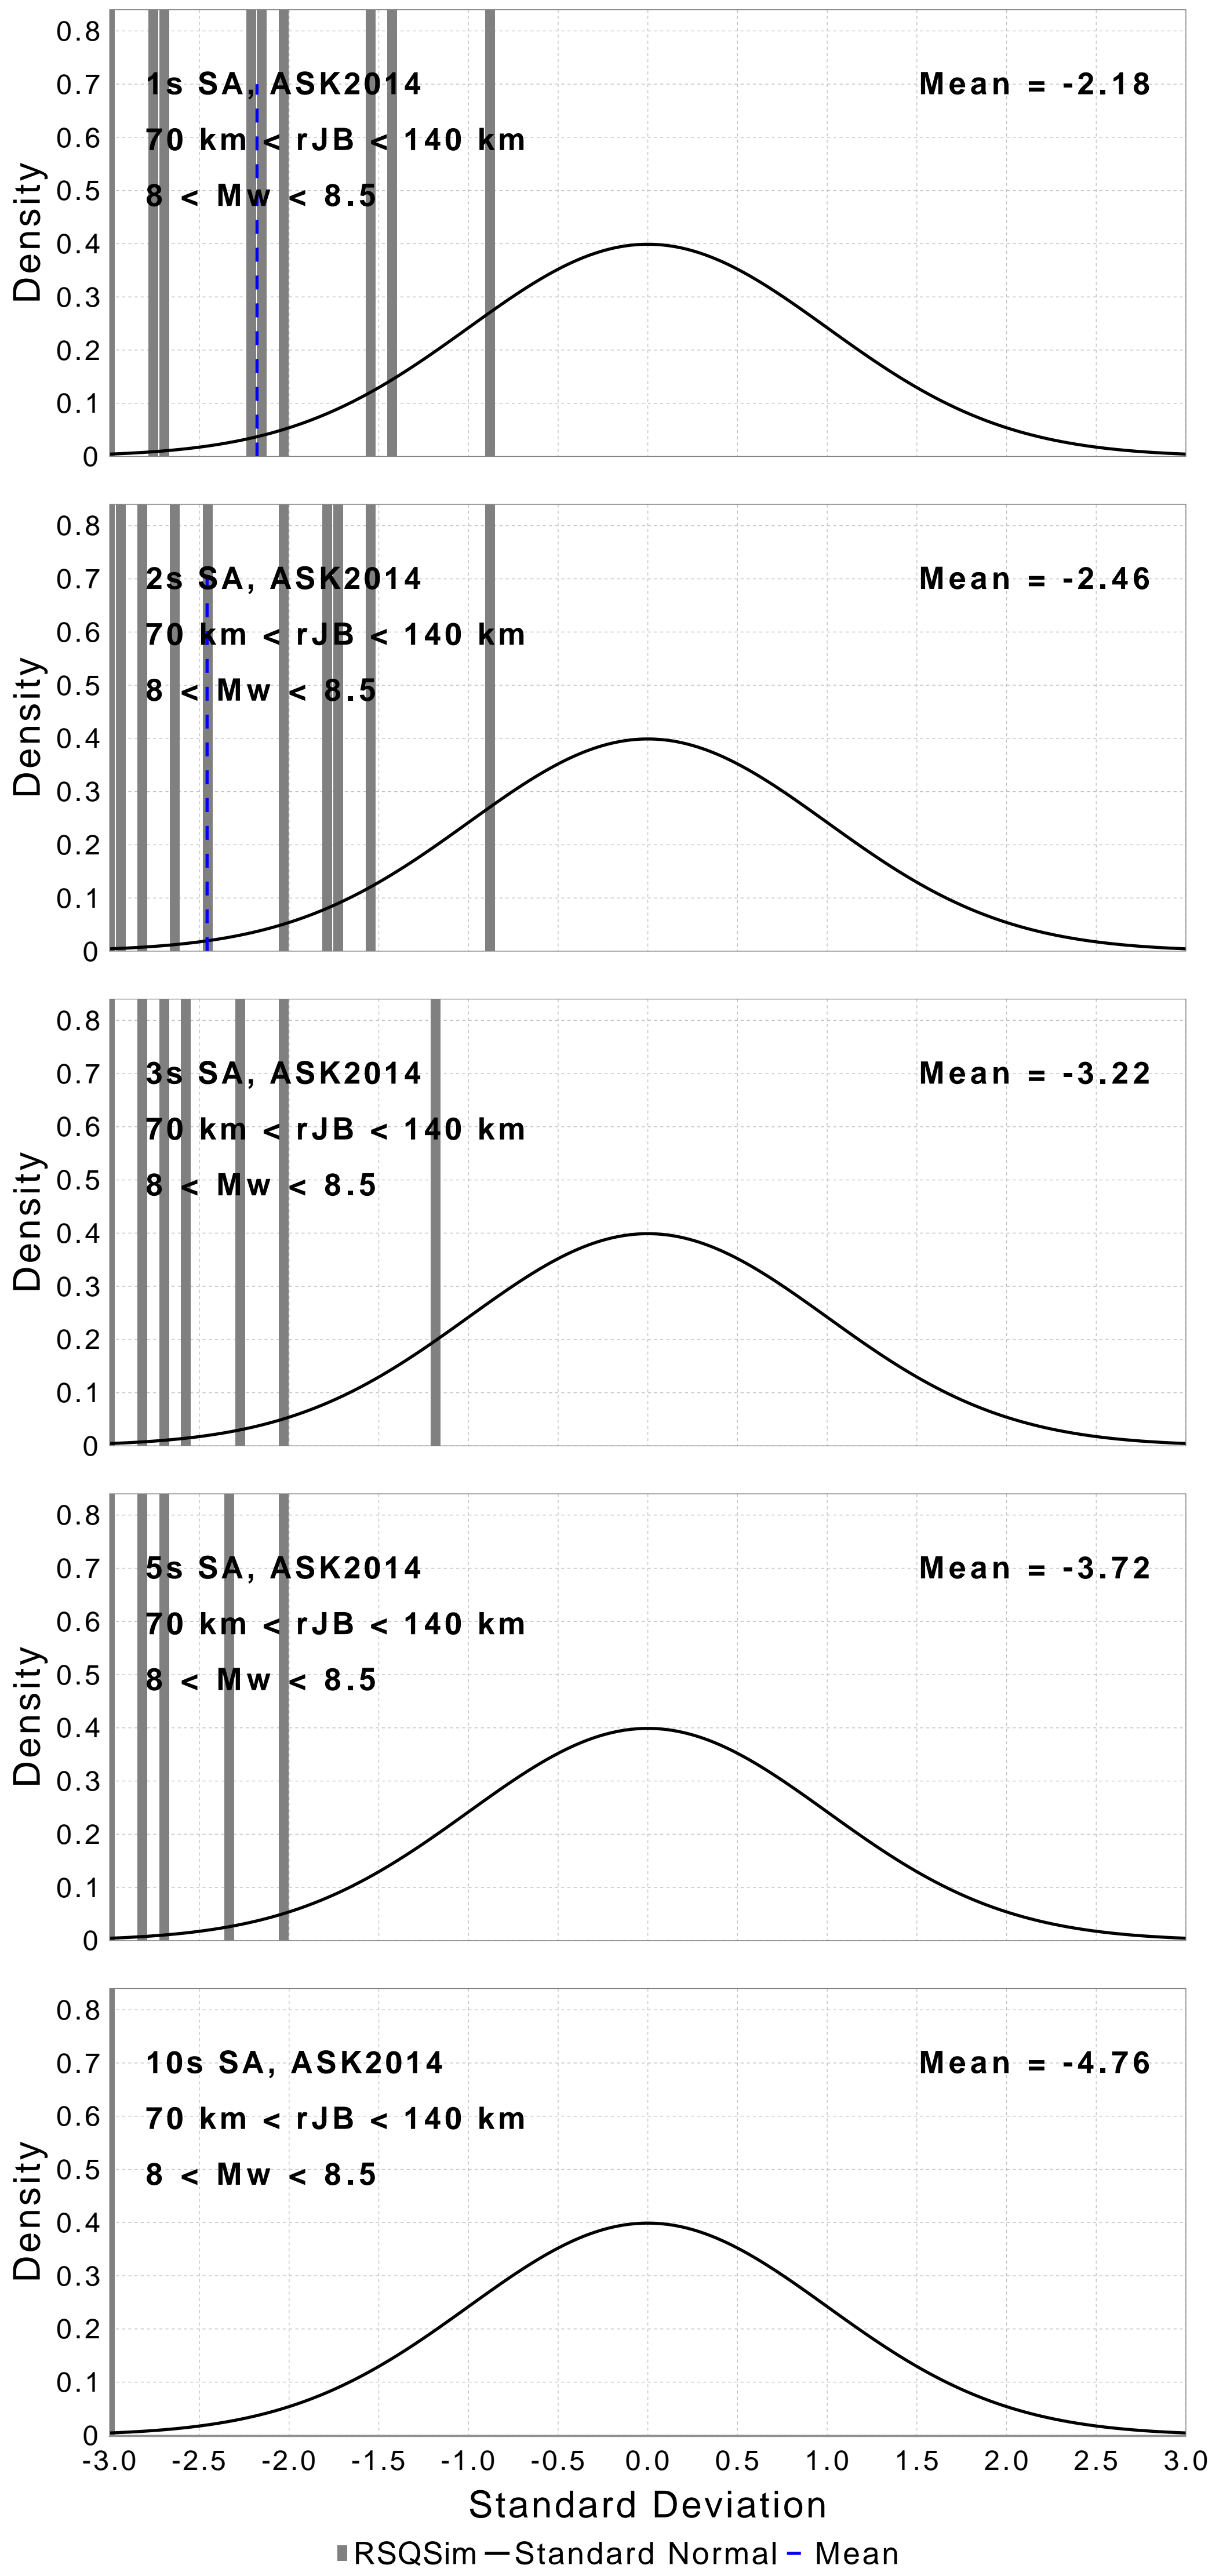 0.8
1s SA, ASK2014 Mean = -2.18
0.7
70 km < rJB < 140 km
0.6
8 < Mw < 8.5
0.5
0.4
0.3
0.2
0.1
0
Density
0.8
2s SA, ASK2014 Mean = -2.46
0.7
70 km < rJB < 140 km
0.6
8 < Mw < 8.5
0.5
0.4
0.3
0.2
0.1
0
Density
0.8
3s SA, ASK2014 Mean = -3.22
0.7
70 km < rJB < 140 km
0.6
8 < Mw < 8.5
0.5
0.4
0.3
0.2
0.1
0
Density
0.8
5s SA, ASK2014 Mean = -3.72
0.7
70 km < rJB < 140 km
0.6
8 < Mw < 8.5
0.5
0.4
0.3
0.2
0.1
0
Density
0.8
10s SA, ASK2014 Mean = -4.76
0.7
70 km < rJB < 140 km
0.6
8 < Mw < 8.5
0.5
0.4
0.3
0.2
0.1
0
Density
-3.0 -2.5 -2.0 -1.5 -1.0 -0.5 0.0 0.5 1.0 1.5 2.0 2.5 3.0
Standard Deviation
RSQSim Standard Normal Mean